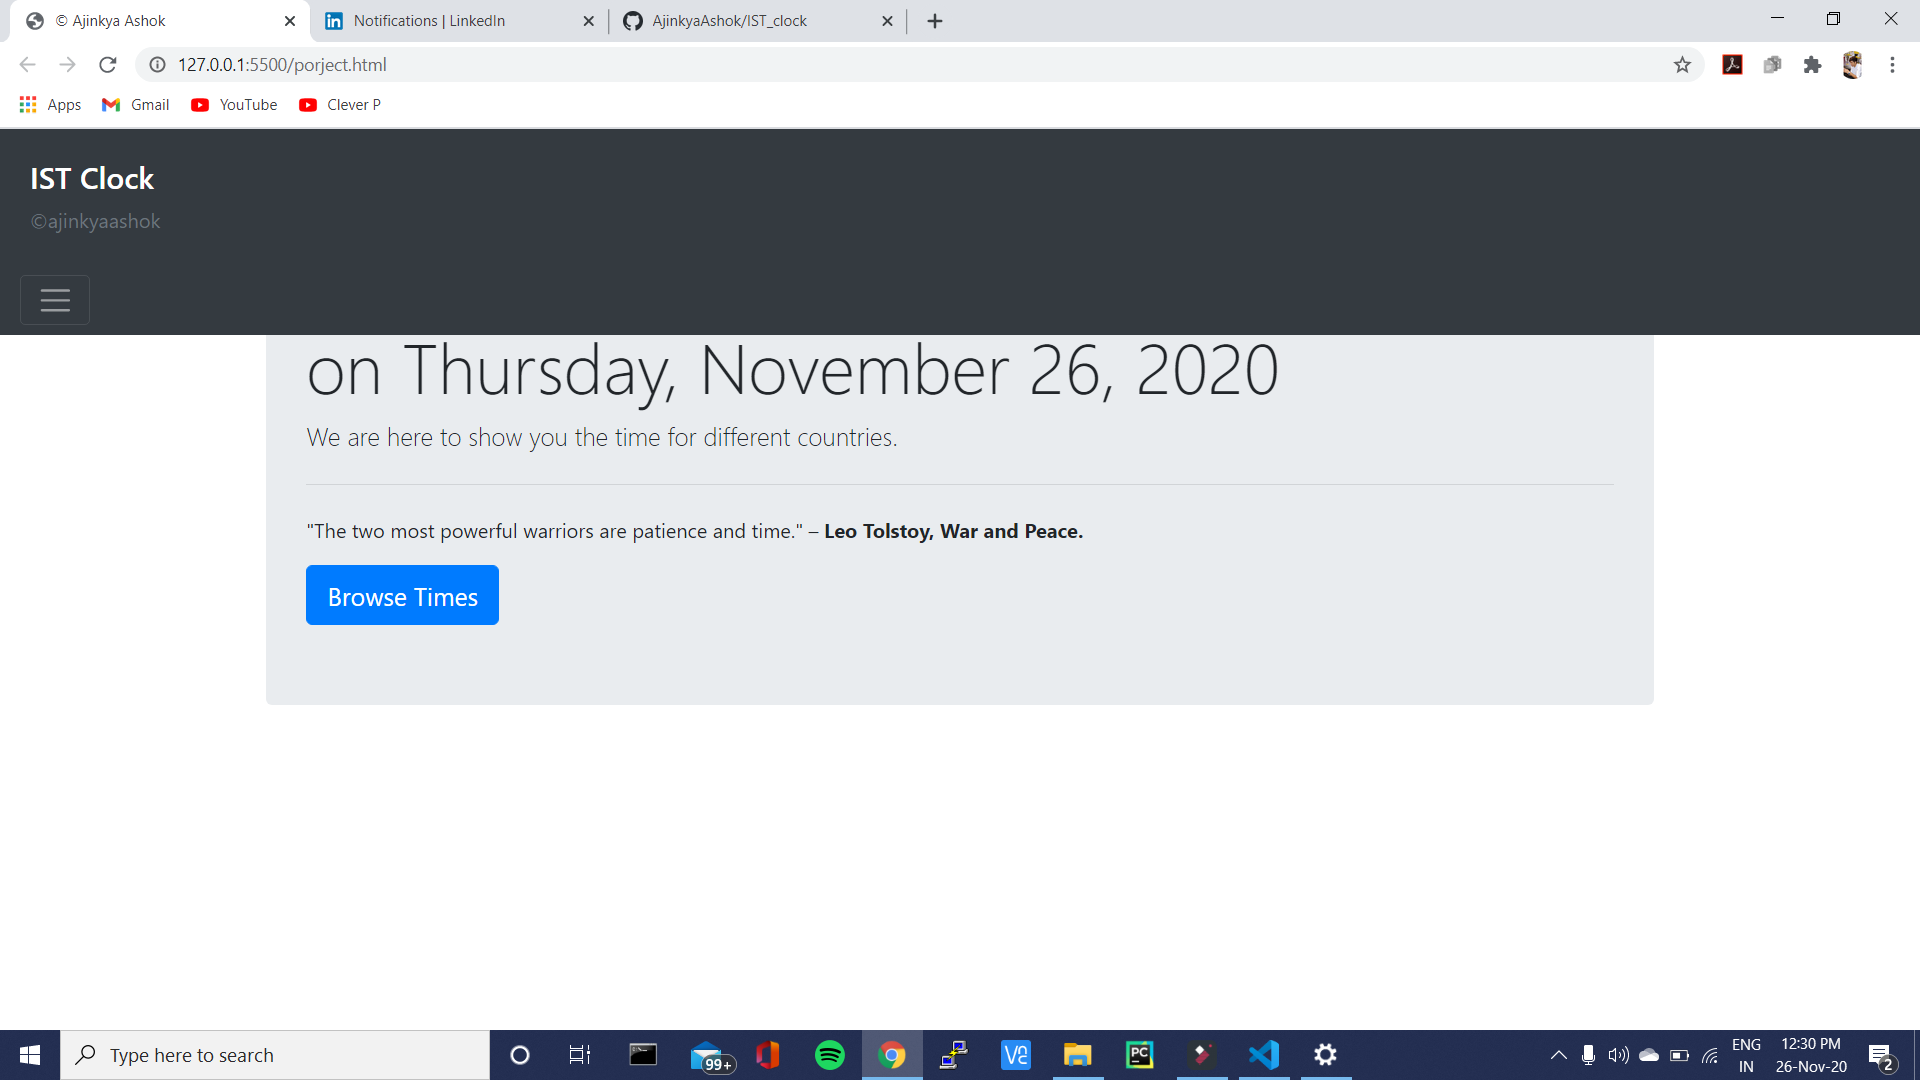 © Ajinkya Ashok
Notifications | LinkedIn
AjinkyaAshok/IST_clock
127.0.0.1:5500/porject.html
Apps
Gmail
YouTube
Clever P
IST Clock
©ajinkyaashok
on Thursday, November 26, 2020
We are here to show you the time for different countries.
"The two most powerful warriors are patience and time." – Leo Tolstoy, War and Peace.
Browse Times
Type here to search
99+
PC
ENG
IN
12:30 PM
26-Nov-20
2